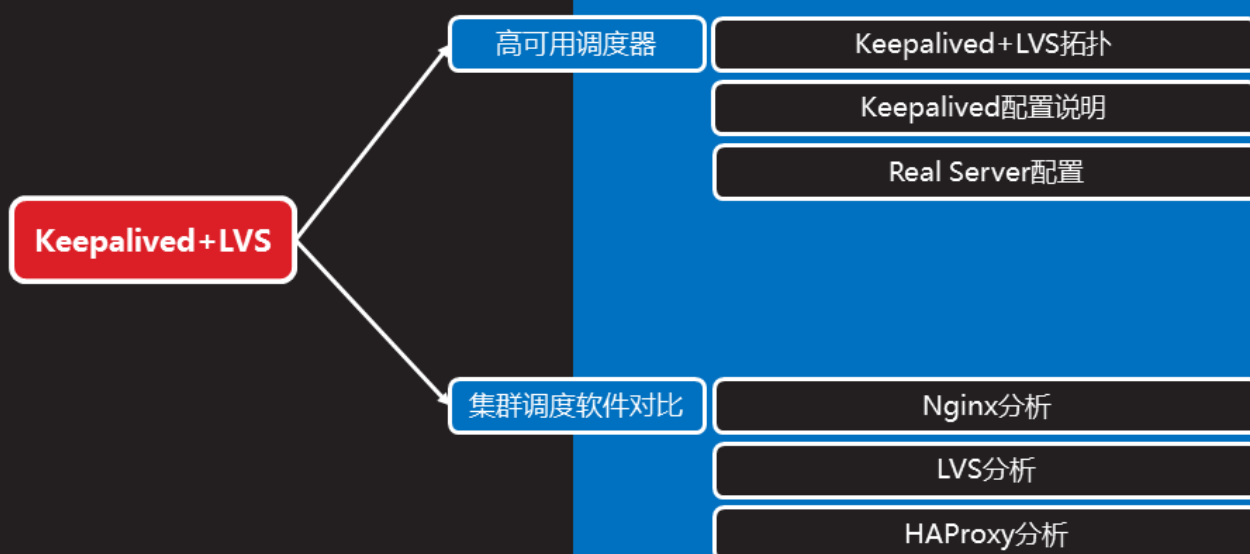 高可用调度器
Keepalived+LVS拓扑
Keepalived配置说明
Real Server配置
Keepalived+LVS
集群调度软件对比
Nginx分析
LVS分析
HAProxy分析